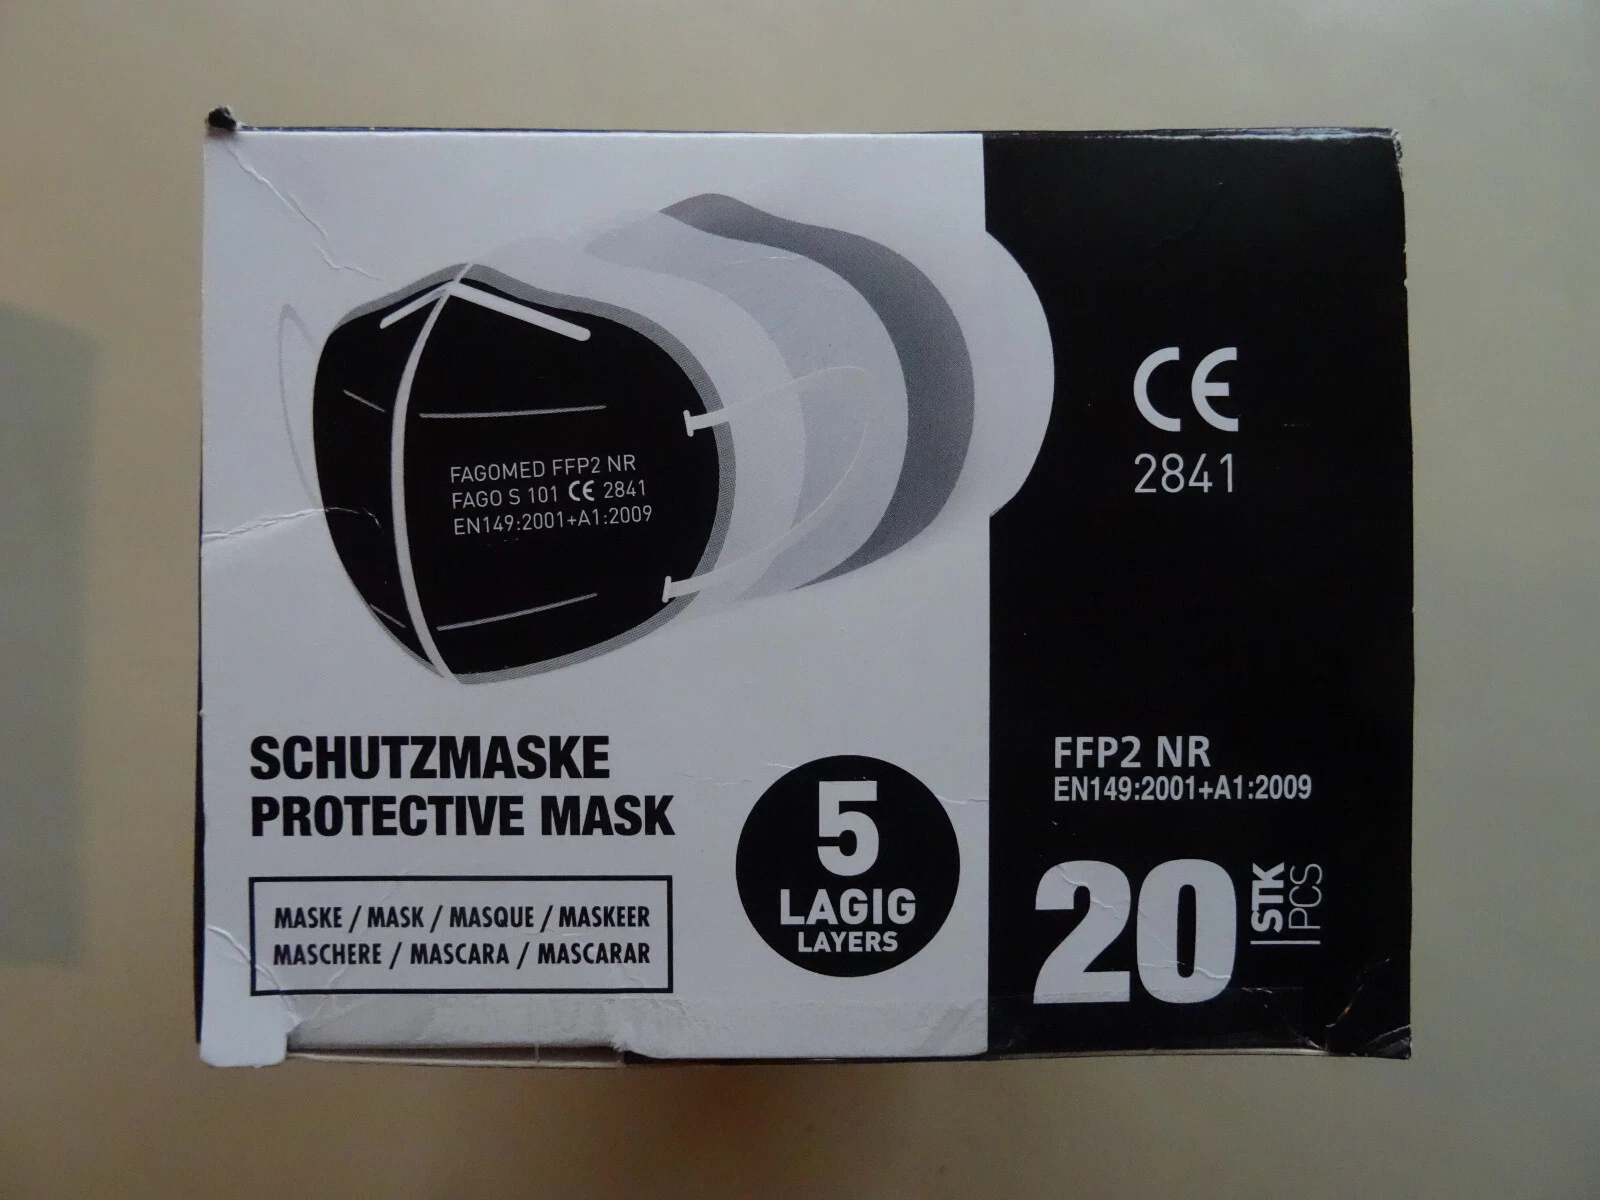 FAGOMED FFP2 NR
FAGO S 101 CE 2841
EN149:2001+A1:2009
SCHUTZMASKE
PROTECTIVE MASK
MASKE / MASK / MASQUE / MASKEER
MASCHERE / MASCARA / MASCARAR
5
LAGIG
LAYERS
CE
2841
FFP2 NR
EN149:2001+A1:2009
20
STK
PCS